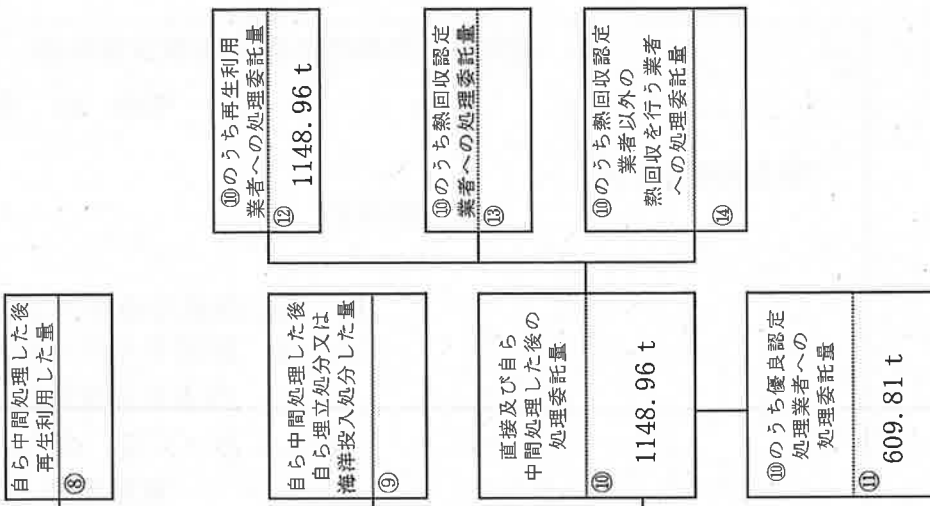 自ら中間処理した後
再生利用した量
⑧
自ら中間処理した後
自ら埋立処分又は
海洋投入処分した量
⑨
直接及び自ら
中間処理した後の
処理委託量
⑩
1148.96 t
⑩のうち優良認定
処理業者への
処理委託量
⑪
609.81 t
⑩のうち再生利用
業者への処理委託量
⑫
1148.96 t
⑩のうち熱回収認定
業者への処理委託量
⑬
⑩のうち熱回収認定
業者以外の
熱回収を行う業者
への処理委託量
⑭